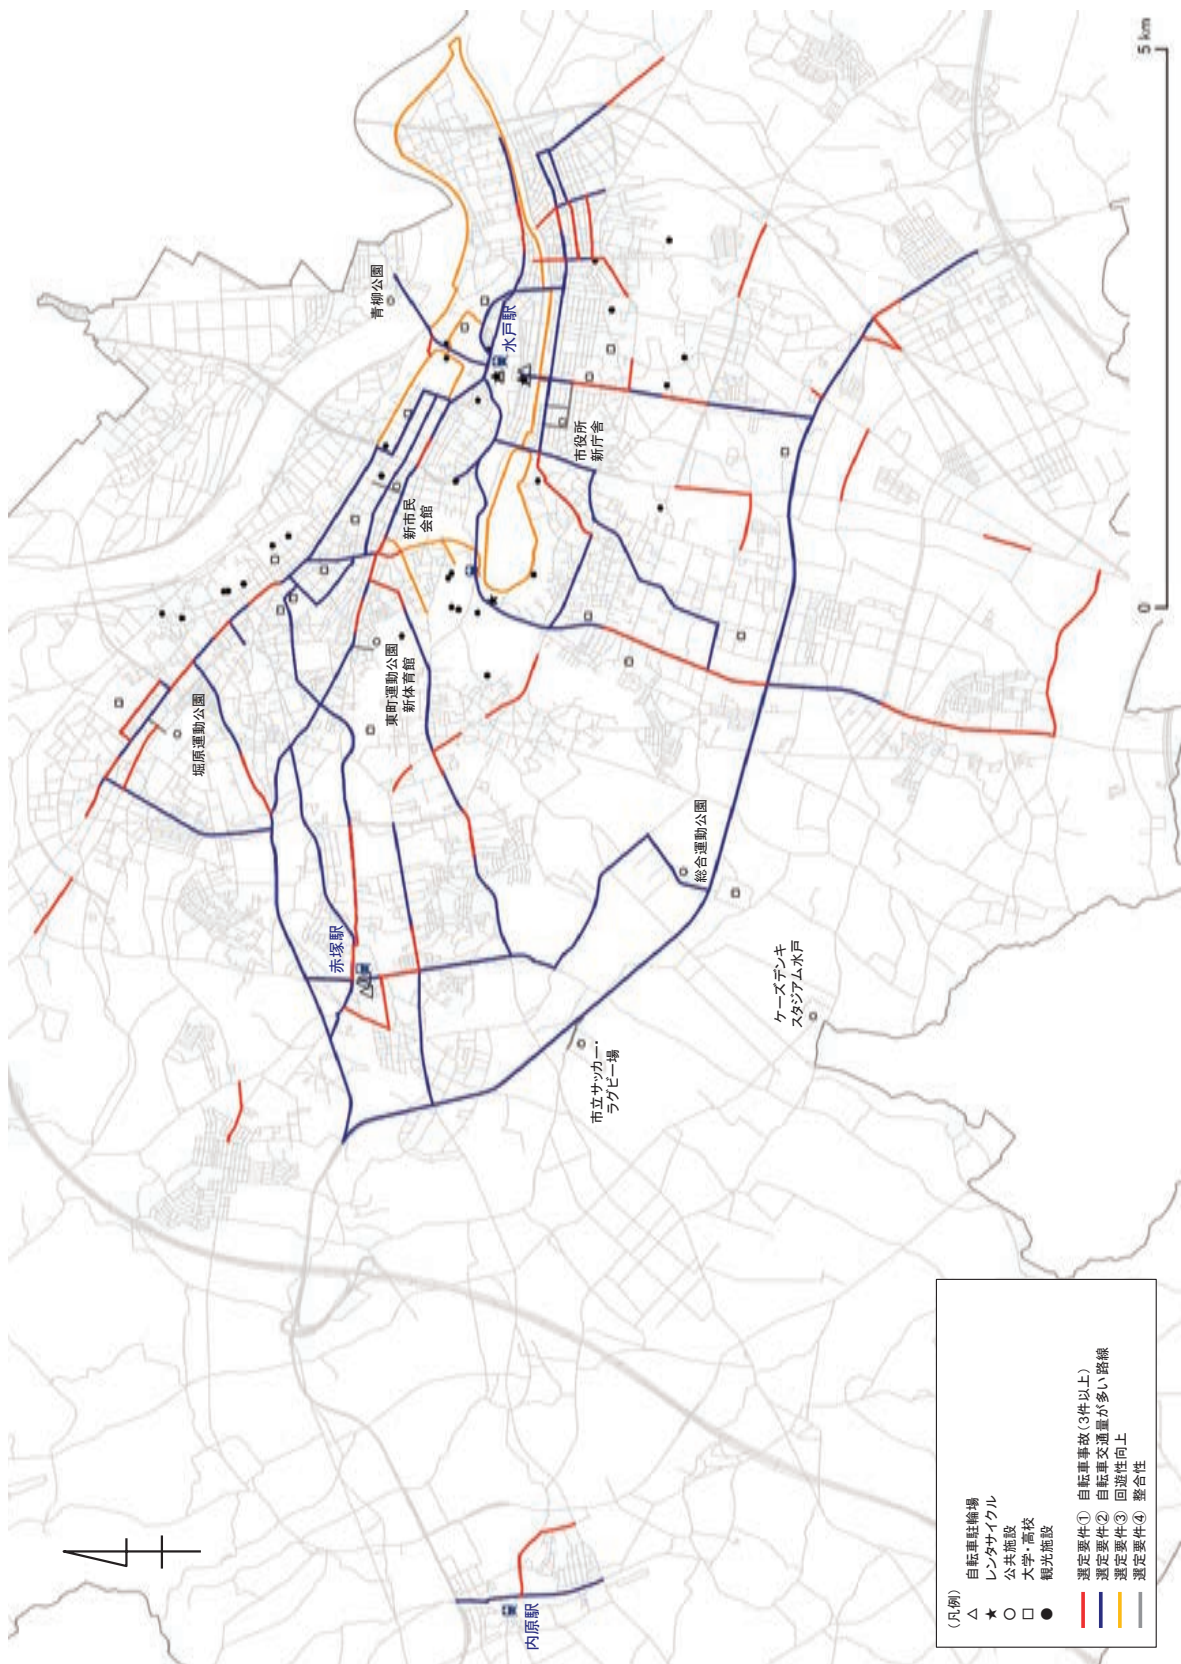 青柳公園
水戸駅
市役所
新庁舎
新市民
会館
堀原運動公園
東町運動公園
新体育館
赤塚駅
総合運動公園
ケーズデンキ
スタジアム水戸
市立サッカー・
ラグビー場
内原駅
0
5 km
(凡例)
△ 自転車駐輪場
★ レンタサイクル
○ 公共施設
□ 大学・高校
● 観光施設
選定要件① 自転車事故(3件以上)
選定要件② 自転車交通量が多い路線
選定要件③ 回遊性向上
選定要件④ 整合性